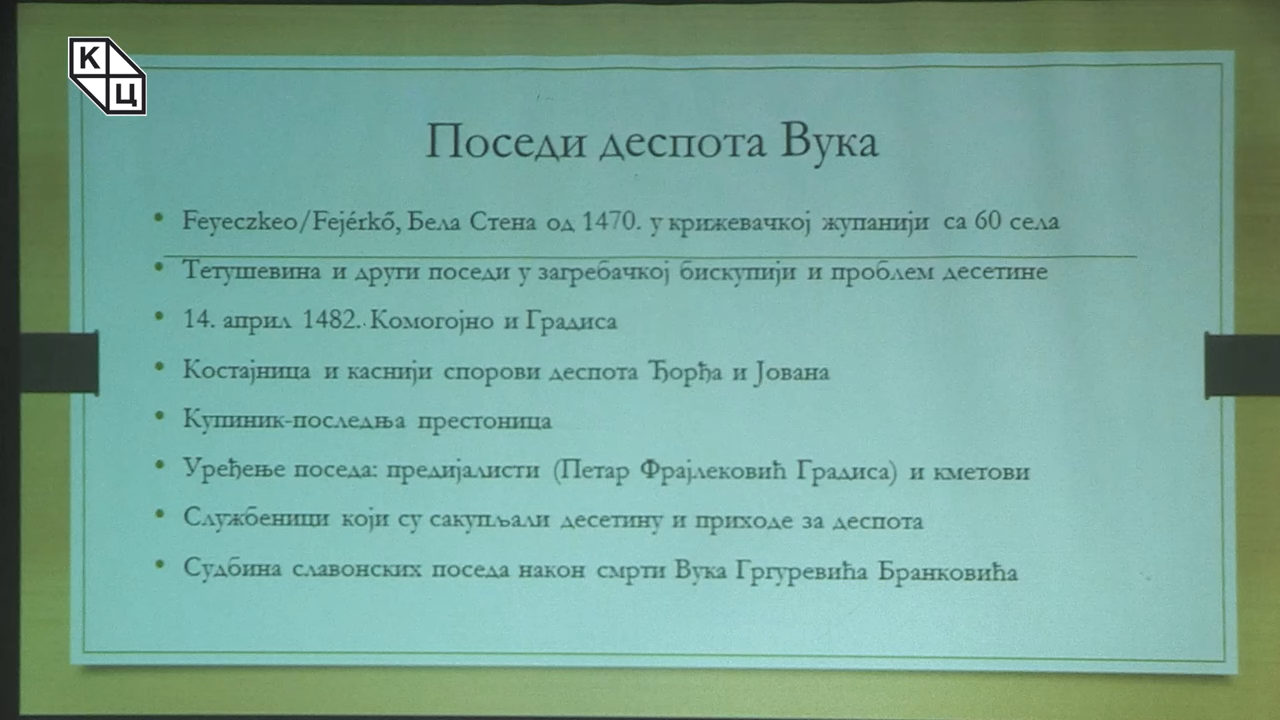 К
Ц
Поседи деспота Вука
• Feyeczkeo/Fejérkő, Бела Стена од 1470. у крижевачкој жупанији са 60 села
• Тетушевина и други поседи у загребачкој бискупији и проблем десетине
• 14. април 1482. Комогојно и Градиса
• Костајница и каснији спорови деспота Ђорђа и Јована
• Купиник-последња престоница
• Уређење поседа: предијалисти (Петар Фрајлековић Градиса) и кметови
• Службеници који су сакупљали десетину и приходе за деспота
• Судбина славонских поседа након смрти Вука Гргуревића Бранковића